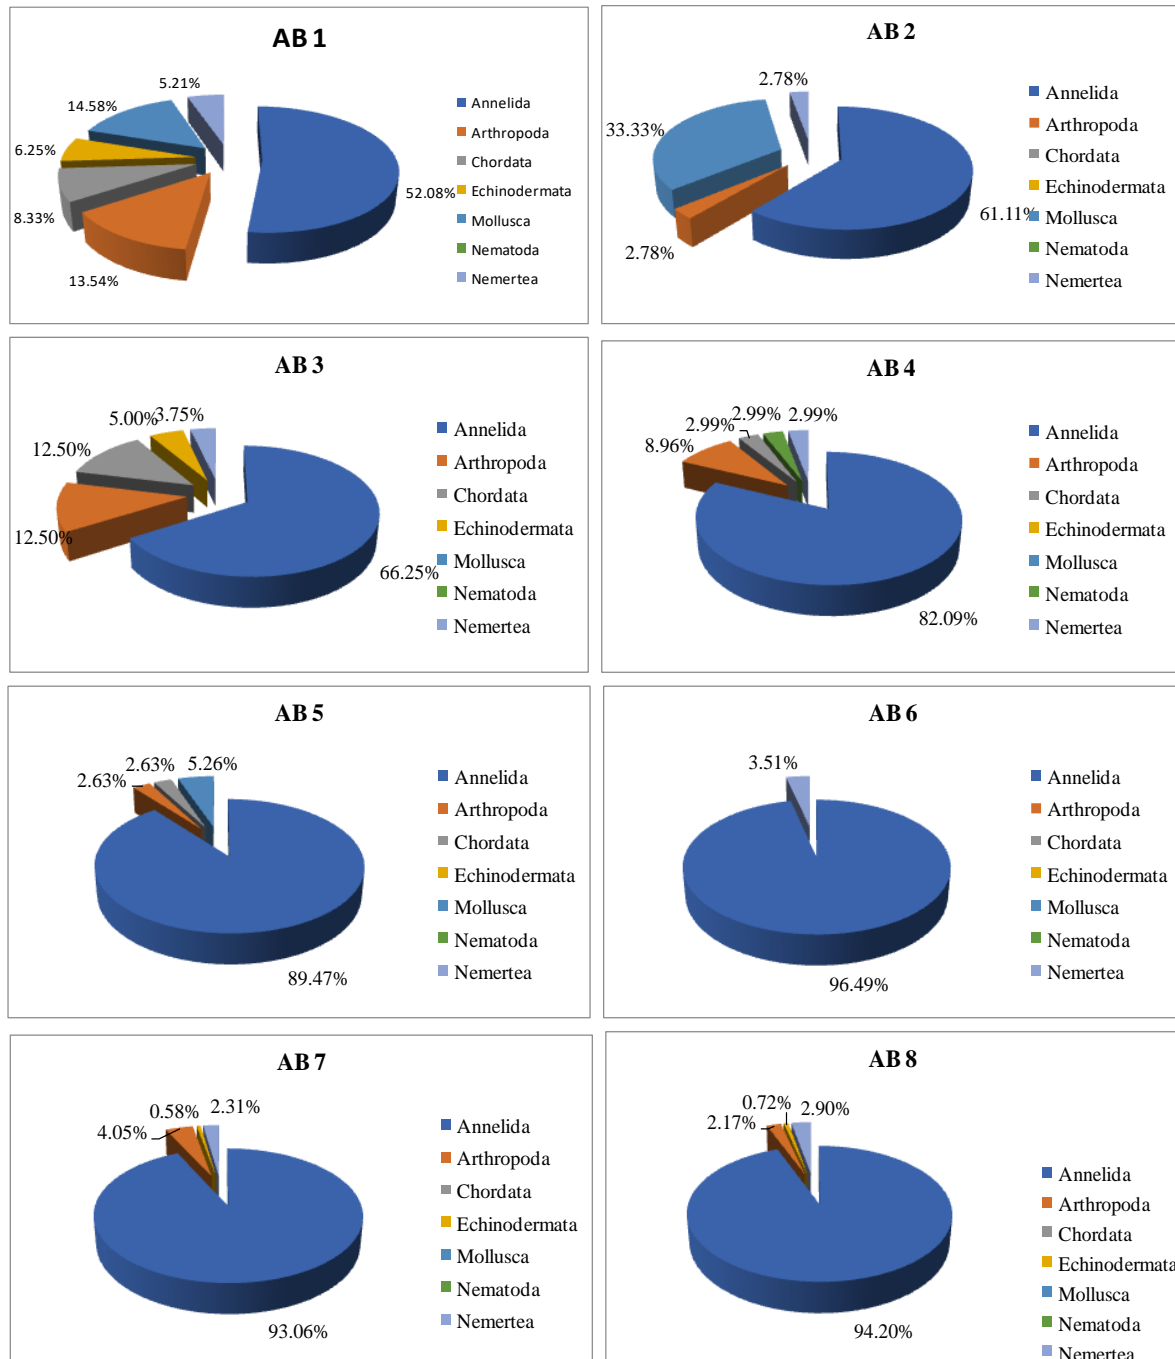 AB 1
5.21%
14.58%
6.25%
8.33%
13.54%
52.08%
Annelida
Arthropoda
Chordata
Echinodermata
Mollusca
Nematoda
Nemertea
AB 2
2.78%
33.33%
2.78%
61.11%
Annelida
Arthropoda
Chordata
Echinodermata
Mollusca
Nematoda
Nemertea
AB 3
5.00%
3.75%
12.50%
12.50%
66.25%
Annelida
Arthropoda
Chordata
Echinodermata
Mollusca
Nematoda
Nemertea
AB 4
2.99%
2.99%
2.99%
8.96%
82.09%
Annelida
Arthropoda
Chordata
Echinodermata
Mollusca
Nematoda
Nemertea
AB 5
2.63%
2.63%
5.26%
89.47%
Annelida
Arthropoda
Chordata
Echinodermata
Mollusca
Nematoda
Nemertea
AB 6
3.51%
96.49%
Annelida
Arthropoda
Chordata
Echinodermata
Mollusca
Nematoda
Nemertea
AB 7
0.58%
2.31%
4.05%
93.06%
Annelida
Arthropoda
Chordata
Echinodermata
Mollusca
Nematoda
Nemertea
AB 8
0.72%
2.90%
2.17%
94.20%
Annelida
Arthropoda
Chordata
Echinodermata
Mollusca
Nematoda
Nemertea